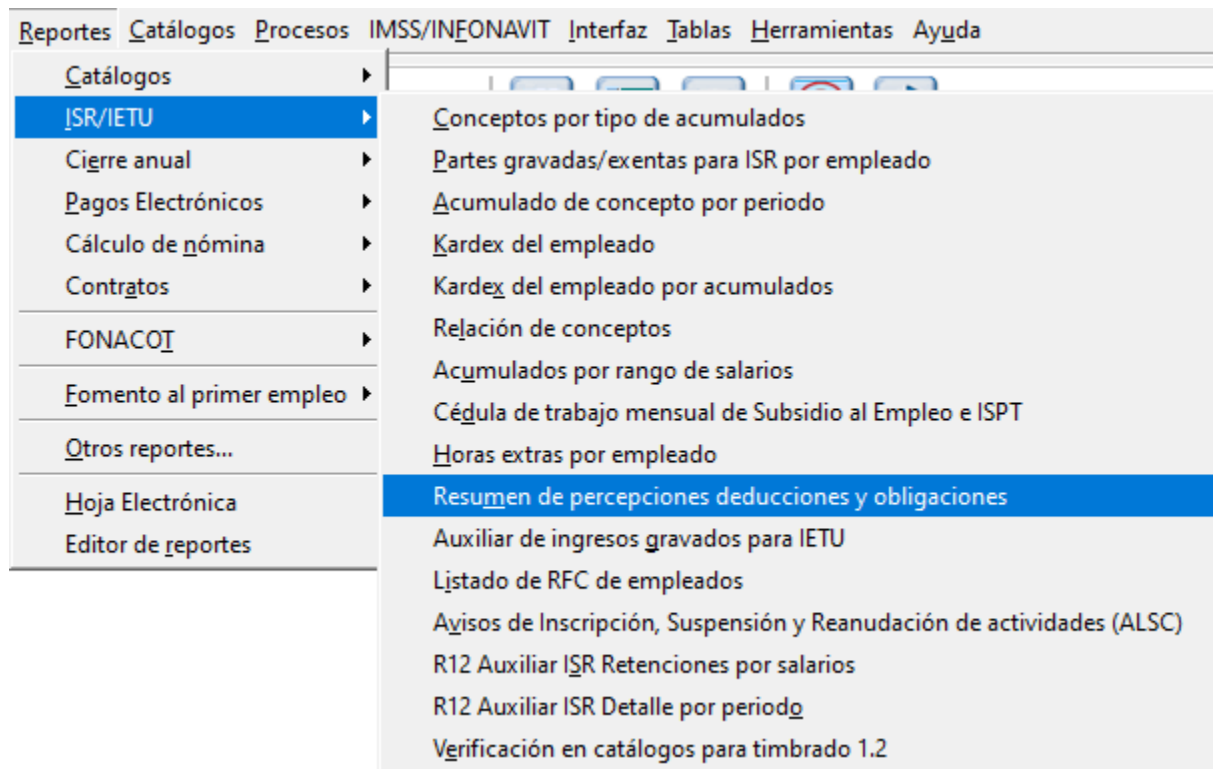 Reportes Catálogos Procesos IMSS/INFONAVIT Interfaz Tablas Herramientas Ayuda
Catálogos
ISR/IETU
Cierre anual
Pagos Electrónicos
Cálculo de nómina
Contratos
FONACOT
Fomento al primer empleo
Otros reportes...
Hoja Electrónica
Editor de reportes
Conceptos por tipo de acumulados
Partes gravadas/exentas para ISR por empleado
Acumulado de concepto por periodo
Kardex del empleado
Kardex del empleado por acumulados
Relación de conceptos
Acumulados por rango de salarios
Cédula de trabajo mensual de Subsidio al Empleo e ISPT
Horas extras por empleado
Resumen de percepciones deducciones y obligaciones
Auxiliar de ingresos gravados para IETU
Listado de RFC de empleados
Avisos de Inscripción, Suspensión y Reanudación de actividades (ALSC)
R12 Auxiliar ISR Retenciones por salarios
R12 Auxiliar ISR Detalle por periodo
Verificación en catálogos para timbrado 1.2